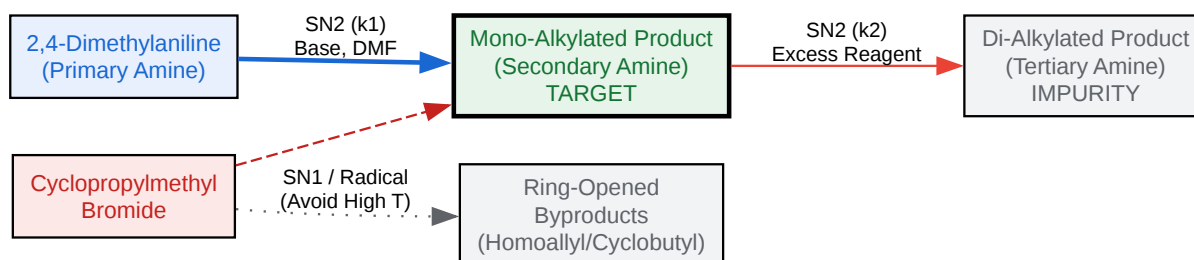 2,4-Dimethylaniline
(Primary Amine)
SN2 (k1)
Base, DMF
Mono-Alkylated Product
(Secondary Amine)
TARGET
SN2 (k2)
Excess Reagent
Di-Alkylated Product
(Tertiary Amine)
IMPURITY
Cyclopropylmethyl
Bromide
SN1 / Radical
(Avoid High T)
Ring-Opened
Byproducts
(Homoallyl/Cyclobutyl)